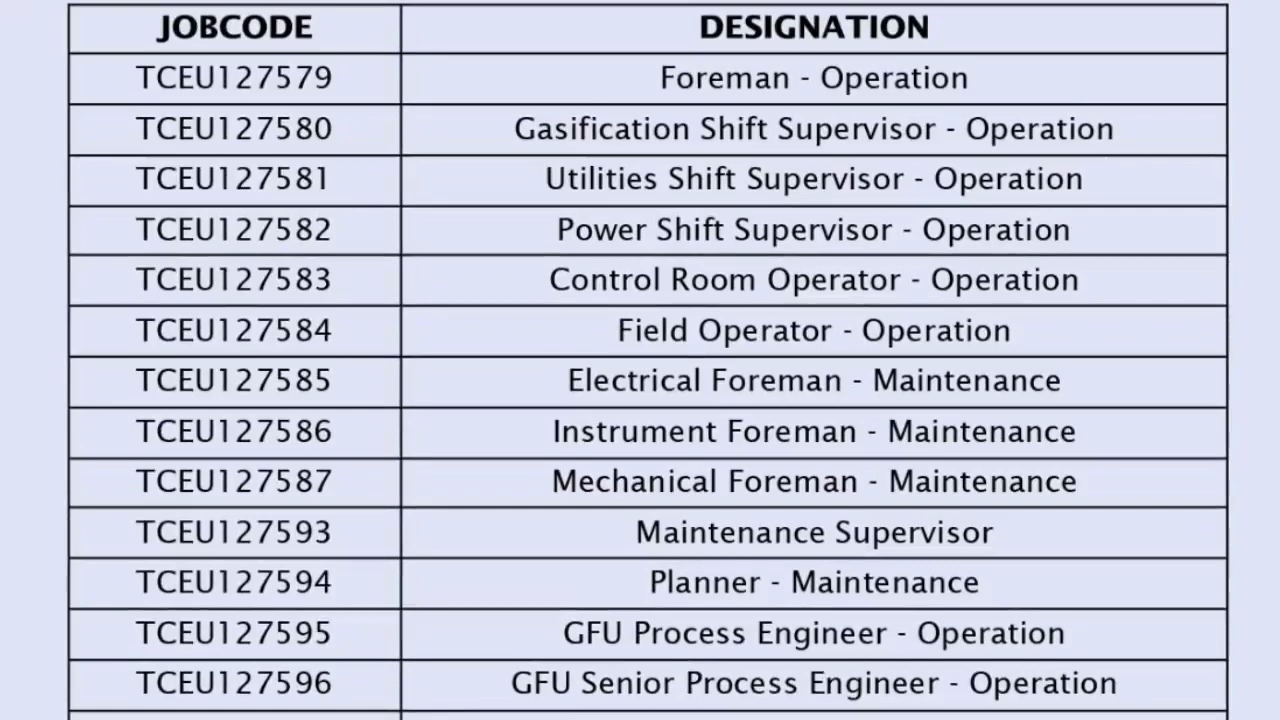 JOBCODE DESIGNATION
TCEU127579 Foreman - Operation
TCEU127580 Gasification Shift Supervisor - Operation
TCEU127581 Utilities Shift Supervisor - Operation
TCEU127582 Power Shift Supervisor - Operation
TCEU127583 Control Room Operator - Operation
TCEU127584 Field Operator - Operation
TCEU127585 Electrical Foreman - Maintenance
TCEU127586 Instrument Foreman - Maintenance
TCEU127587 Mechanical Foreman - Maintenance
TCEU127593 Maintenance Supervisor
TCEU127594 Planner - Maintenance
TCEU127595 GFU Process Engineer - Operation
TCEU127596 GFU Senior Process Engineer - Operation